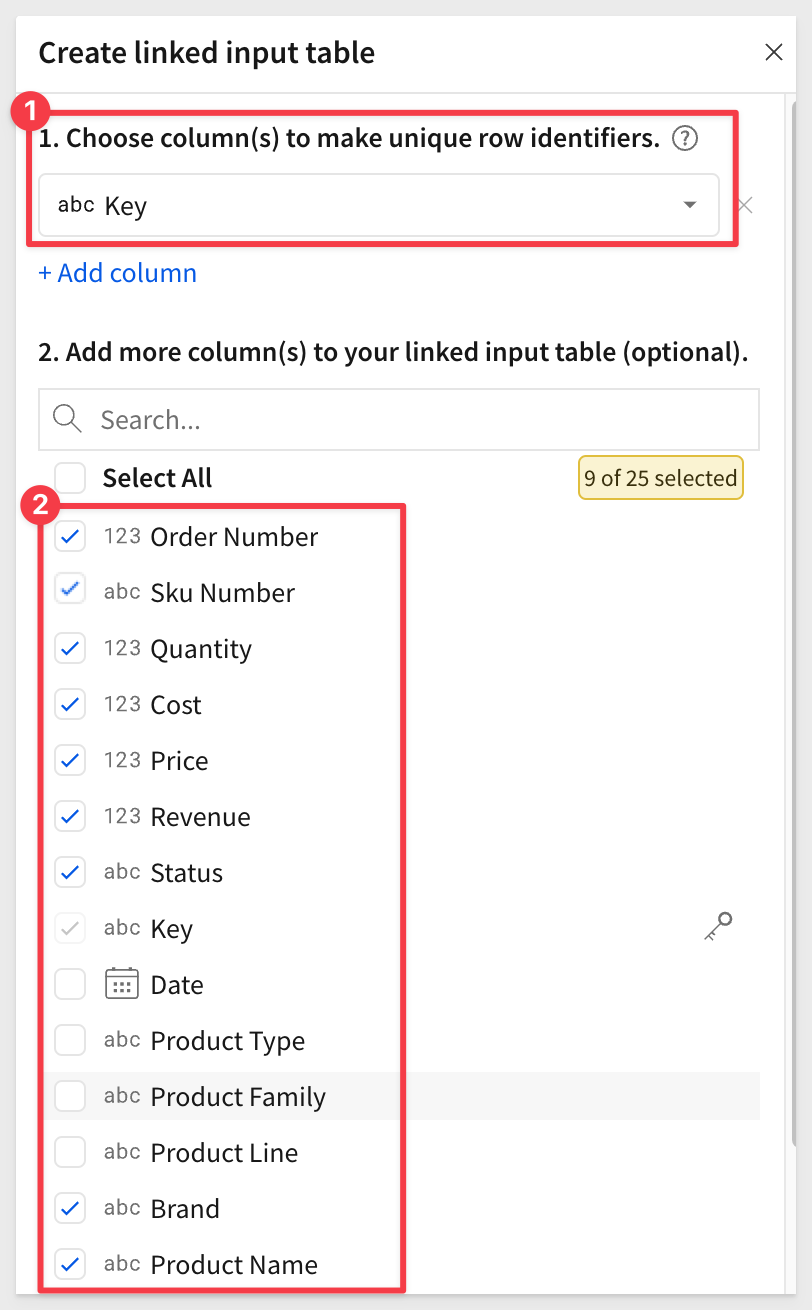 Create linked input table
1
1. Choose column(s) to make unique row identifiers. ?
abc Key
+ Add column
2. Add more column(s) to your linked input table (optional).
Search...
Select All 9 of 25 selected
2
123 Order Number
abc Sku Number
123 Quantity
123 Cost
123 Price
123 Revenue
abc Status
abc Key
Date
abc Product Type
abc Product Family
abc Product Line
abc Brand
abc Product Name